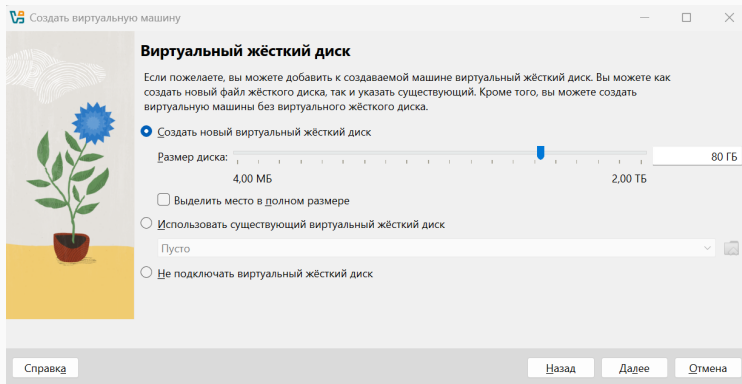 Создать виртуальную машину
Виртуальный жёсткий диск
Если пожелаете, вы можете добавить к создаваемой машине виртуальный жёсткий диск. Вы можете как
создать новый файл жёсткого диска, так и указать существующий. Кроме того, вы можете создать
виртуальную машины без виртуального жёсткого диска.
Создать новый виртуальный жёсткий диск
Размер диска:
80 ГБ
4,00 МБ
2,00 ТБ
Выделить место в полном размере
Использовать существующий виртуальный жёсткий диск
Пусто
Не подключать виртуальный жёсткий диск
Справка
Назад
Далее
Отмена